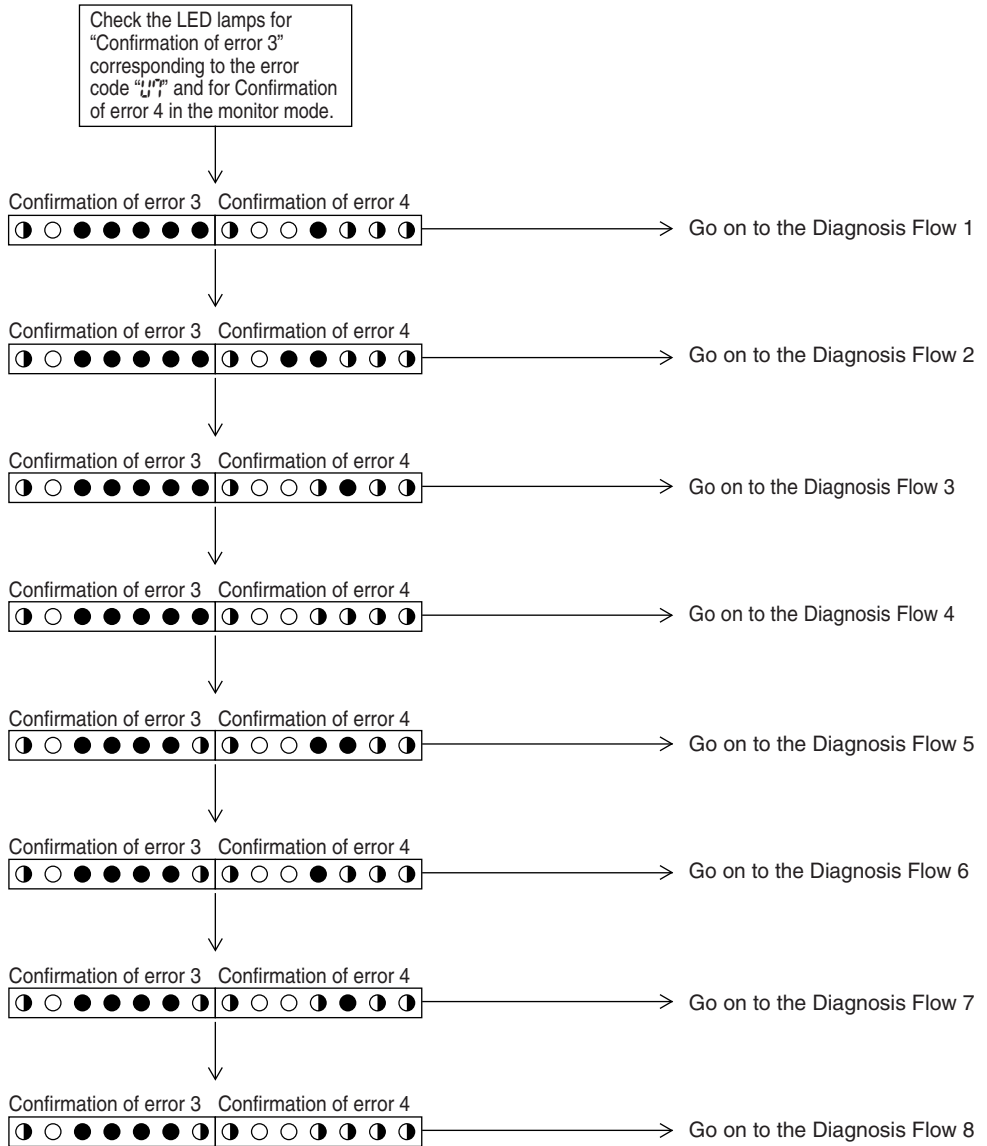 Check the LED lamps for
“Confirmation of error 3”
corresponding to the error
code “U7” and for Confirmation
of error 4 in the monitor mode.
Confirmation of error 3 Confirmation of error 4
Go on to the Diagnosis Flow 1
Confirmation of error 3 Confirmation of error 4
Go on to the Diagnosis Flow 2
Confirmation of error 3 Confirmation of error 4
Go on to the Diagnosis Flow 3
Confirmation of error 3 Confirmation of error 4
Go on to the Diagnosis Flow 4
Confirmation of error 3 Confirmation of error 4
Go on to the Diagnosis Flow 5
Confirmation of error 3 Confirmation of error 4
Go on to the Diagnosis Flow 6
Confirmation of error 3 Confirmation of error 4
Go on to the Diagnosis Flow 7
Confirmation of error 3 Confirmation of error 4
Go on to the Diagnosis Flow 8